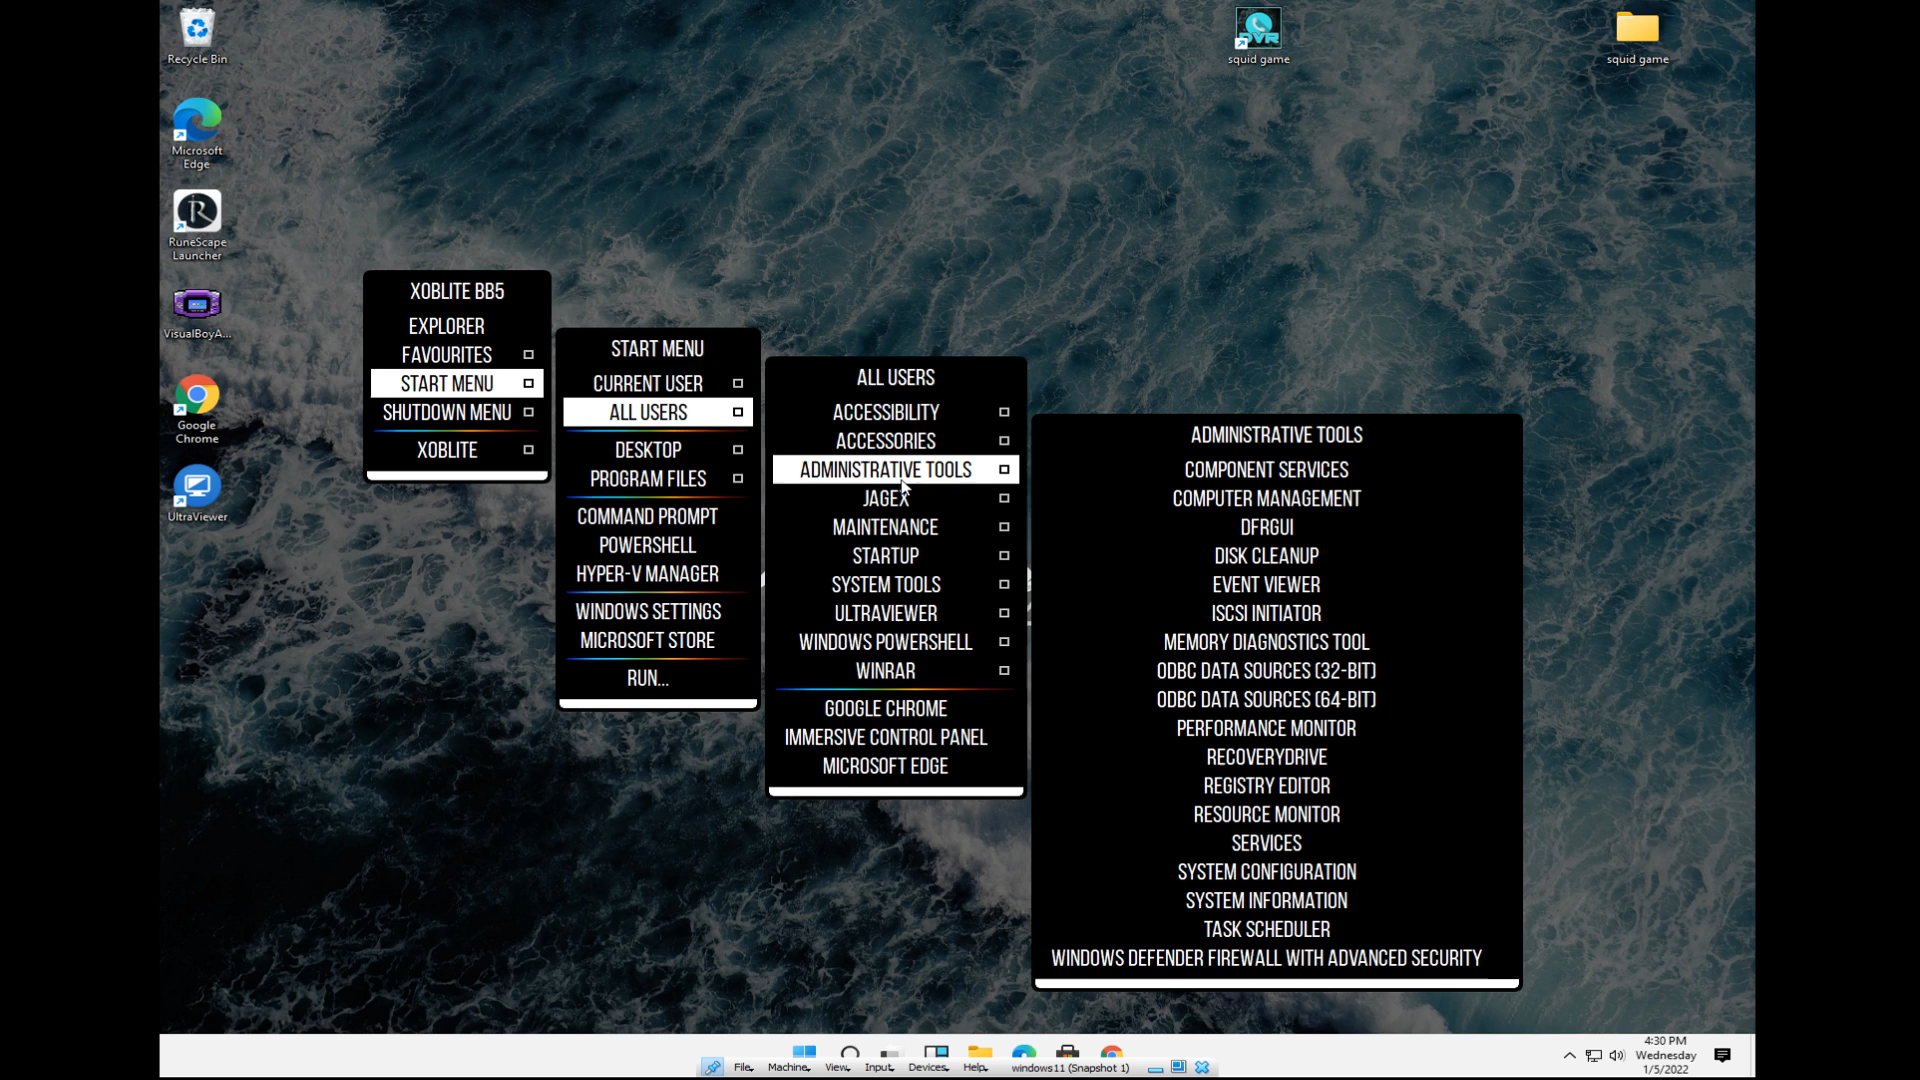 Recycle Bin
Microsoft
Edge
RuneScape
Launcher
VisualBoyA...
Google
Chrome
UltraViewer
squid game
squid game
XOBLITE BB5
EXPLORER
FAVOURITES
START MENU
SHUTDOWN MENU
XOBLITE
START MENU
CURRENT USER
ALL USERS
DESKTOP
PROGRAM FILES
COMMAND PROMPT
POWERSHELL
HYPER-V MANAGER
WINDOWS SETTINGS
MICROSOFT STORE
RUN...
ALL USERS
ACCESSIBILITY
ACCESSORIES
ADMINISTRATIVE TOOLS
JAGEX
MAINTENANCE
STARTUP
SYSTEM TOOLS
ULTRAVIEWER
WINDOWS POWERSHELL
WINRAR
GOOGLE CHROME
IMMERSIVE CONTROL PANEL
MICROSOFT EDGE
ADMINISTRATIVE TOOLS
COMPONENT SERVICES
COMPUTER MANAGEMENT
DFRGUI
DISK CLEANUP
EVENT VIEWER
ISCSI INITIATOR
MEMORY DIAGNOSTICS TOOL
ODBC DATA SOURCES (32-BIT)
ODBC DATA SOURCES (64-BIT)
PERFORMANCE MONITOR
RECOVERYDRIVE
REGISTRY EDITOR
RESOURCE MONITOR
SERVICES
SYSTEM CONFIGURATION
SYSTEM INFORMATION
TASK SCHEDULER
WINDOWS DEFENDER FIREWALL WITH ADVANCED SECURITY
File Machine View Input Devices Help windows11 (Snapshot 1)
4:30 PM
Wednesday
1/5/2022